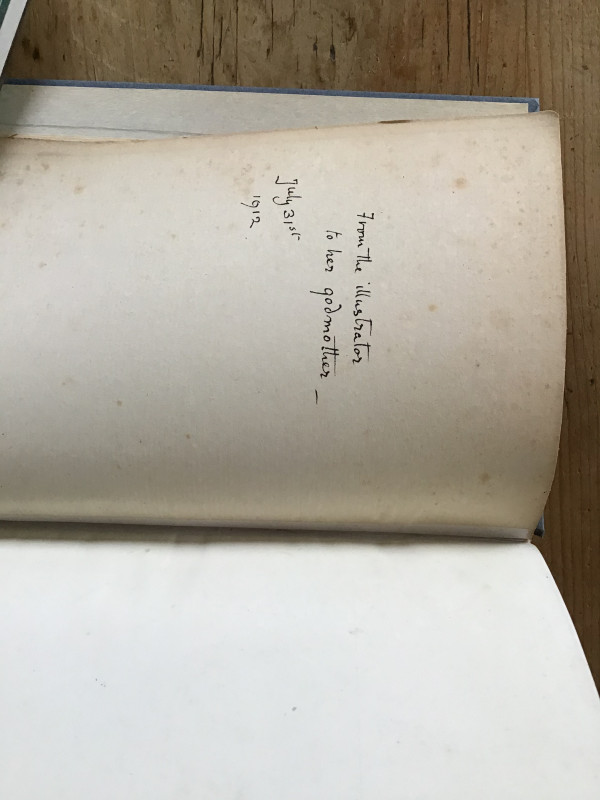 From the illustrator
to her godmother –
July 31st
1912